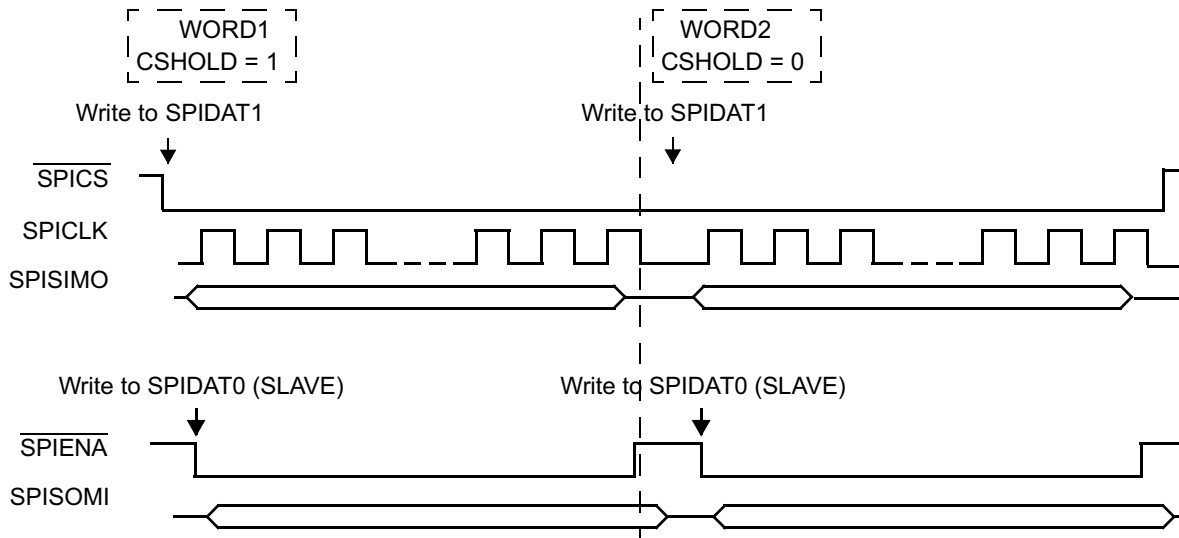 WORD1
CSHOLD = 1
WORD2
CSHOLD = 0
Write to SPIDAT1
Write to SPIDAT1
SPICS
SPICLK
SPISIMO
Write to SPIDAT0 (SLAVE)
Write to SPIDAT0 (SLAVE)
SPIENA
SPISOMI